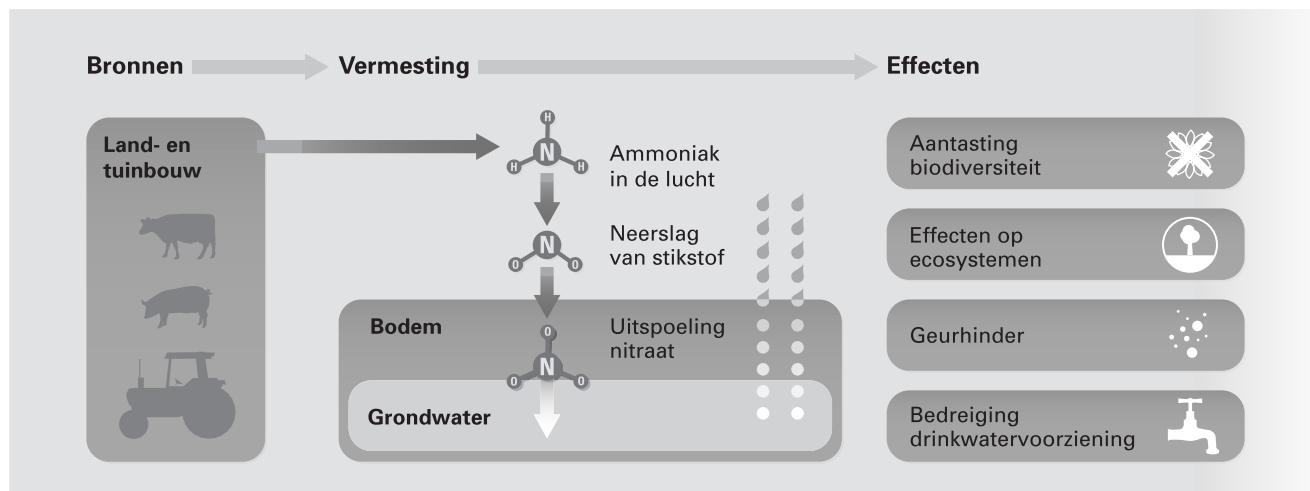 Bronnen
Vermesting
Effecten
Land- en
tuinbouw
H
N
H
H
Ammoniak
in de lucht
N
O
O
Neerslag
van stikstof
Bodem
O
N
O
O
Uitspoeling
nitraat
Grondwater
Aantasting
biodiversiteit
Effecten op
ecosystemen
Geurhinder
Bedreiging
drinkwatervoorziening